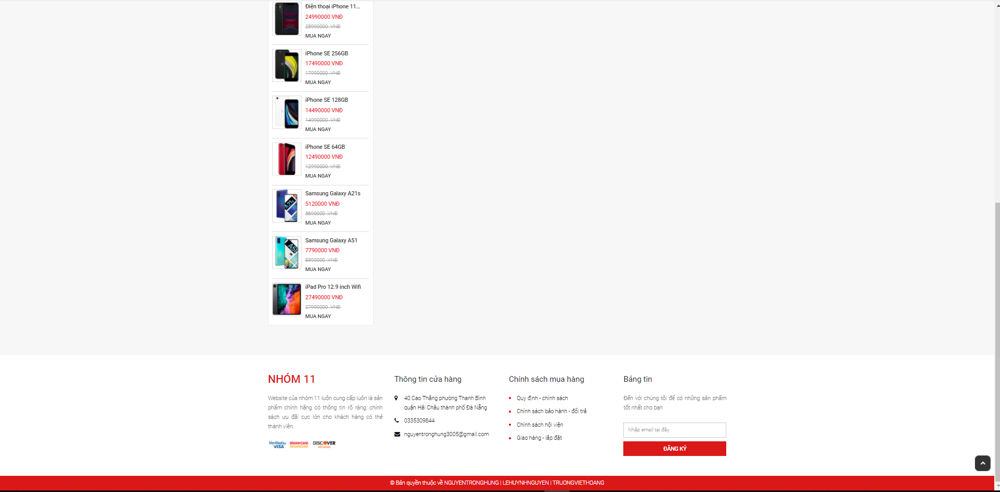 Điện thoại iPhone 11...
24990000 VNĐ
25990000 .VNĐ
MUA NGAY
iPhone SE 256GB
17490000 VNĐ
17990000 .VNĐ
MUA NGAY
iPhone SE 128GB
14490000 VNĐ
14990000 .VNĐ
MUA NGAY
iPhone SE 64GB
12490000 VNĐ
12990000 .VNĐ
MUA NGAY
A21s
Samsung Galaxy A21s
5120000 VNĐ
5690000 .VNĐ
MUA NGAY
A51
Samsung Galaxy A51
7790000 VNĐ
8390000 .VNĐ
MUA NGAY
iPad Pro 12.9 inch Wifi
27490000 VNĐ
27990000 .VNĐ
MUA NGAY
NHÓM 11
Website của nhóm 11 luôn cung cấp luôn là sản
phẩm chính hãng có thông tin rõ ràng, chính
sách ưu đãi cực lớn cho khách hàng có thẻ
thành viên.
Verified by
VISA
MasterCard.
SecureCode.
DISCOVER
NETWORK
Thông tin cửa hàng
40 Cao Thắng phường Thanh Bình
quận Hải Châu thành phố Đà Nẵng
0335309844
nguyentronghung3005@gmail.com
Chính sách mua hàng
Quy định - chính sách
Chính sách bảo hành - đổi trả
Chính sách hội viện
Giao hàng - lắp đặt
Bảng tin
Đến với chúng tôi để có những sản phẩm
tốt nhất cho bạn
Nhập email tại đây
ĐĂNG KÝ
© Bản quyền thuộc về NGUYENTRONGHUNG | LEHUYNHNGUYEN | TRUONGVIETHOANG